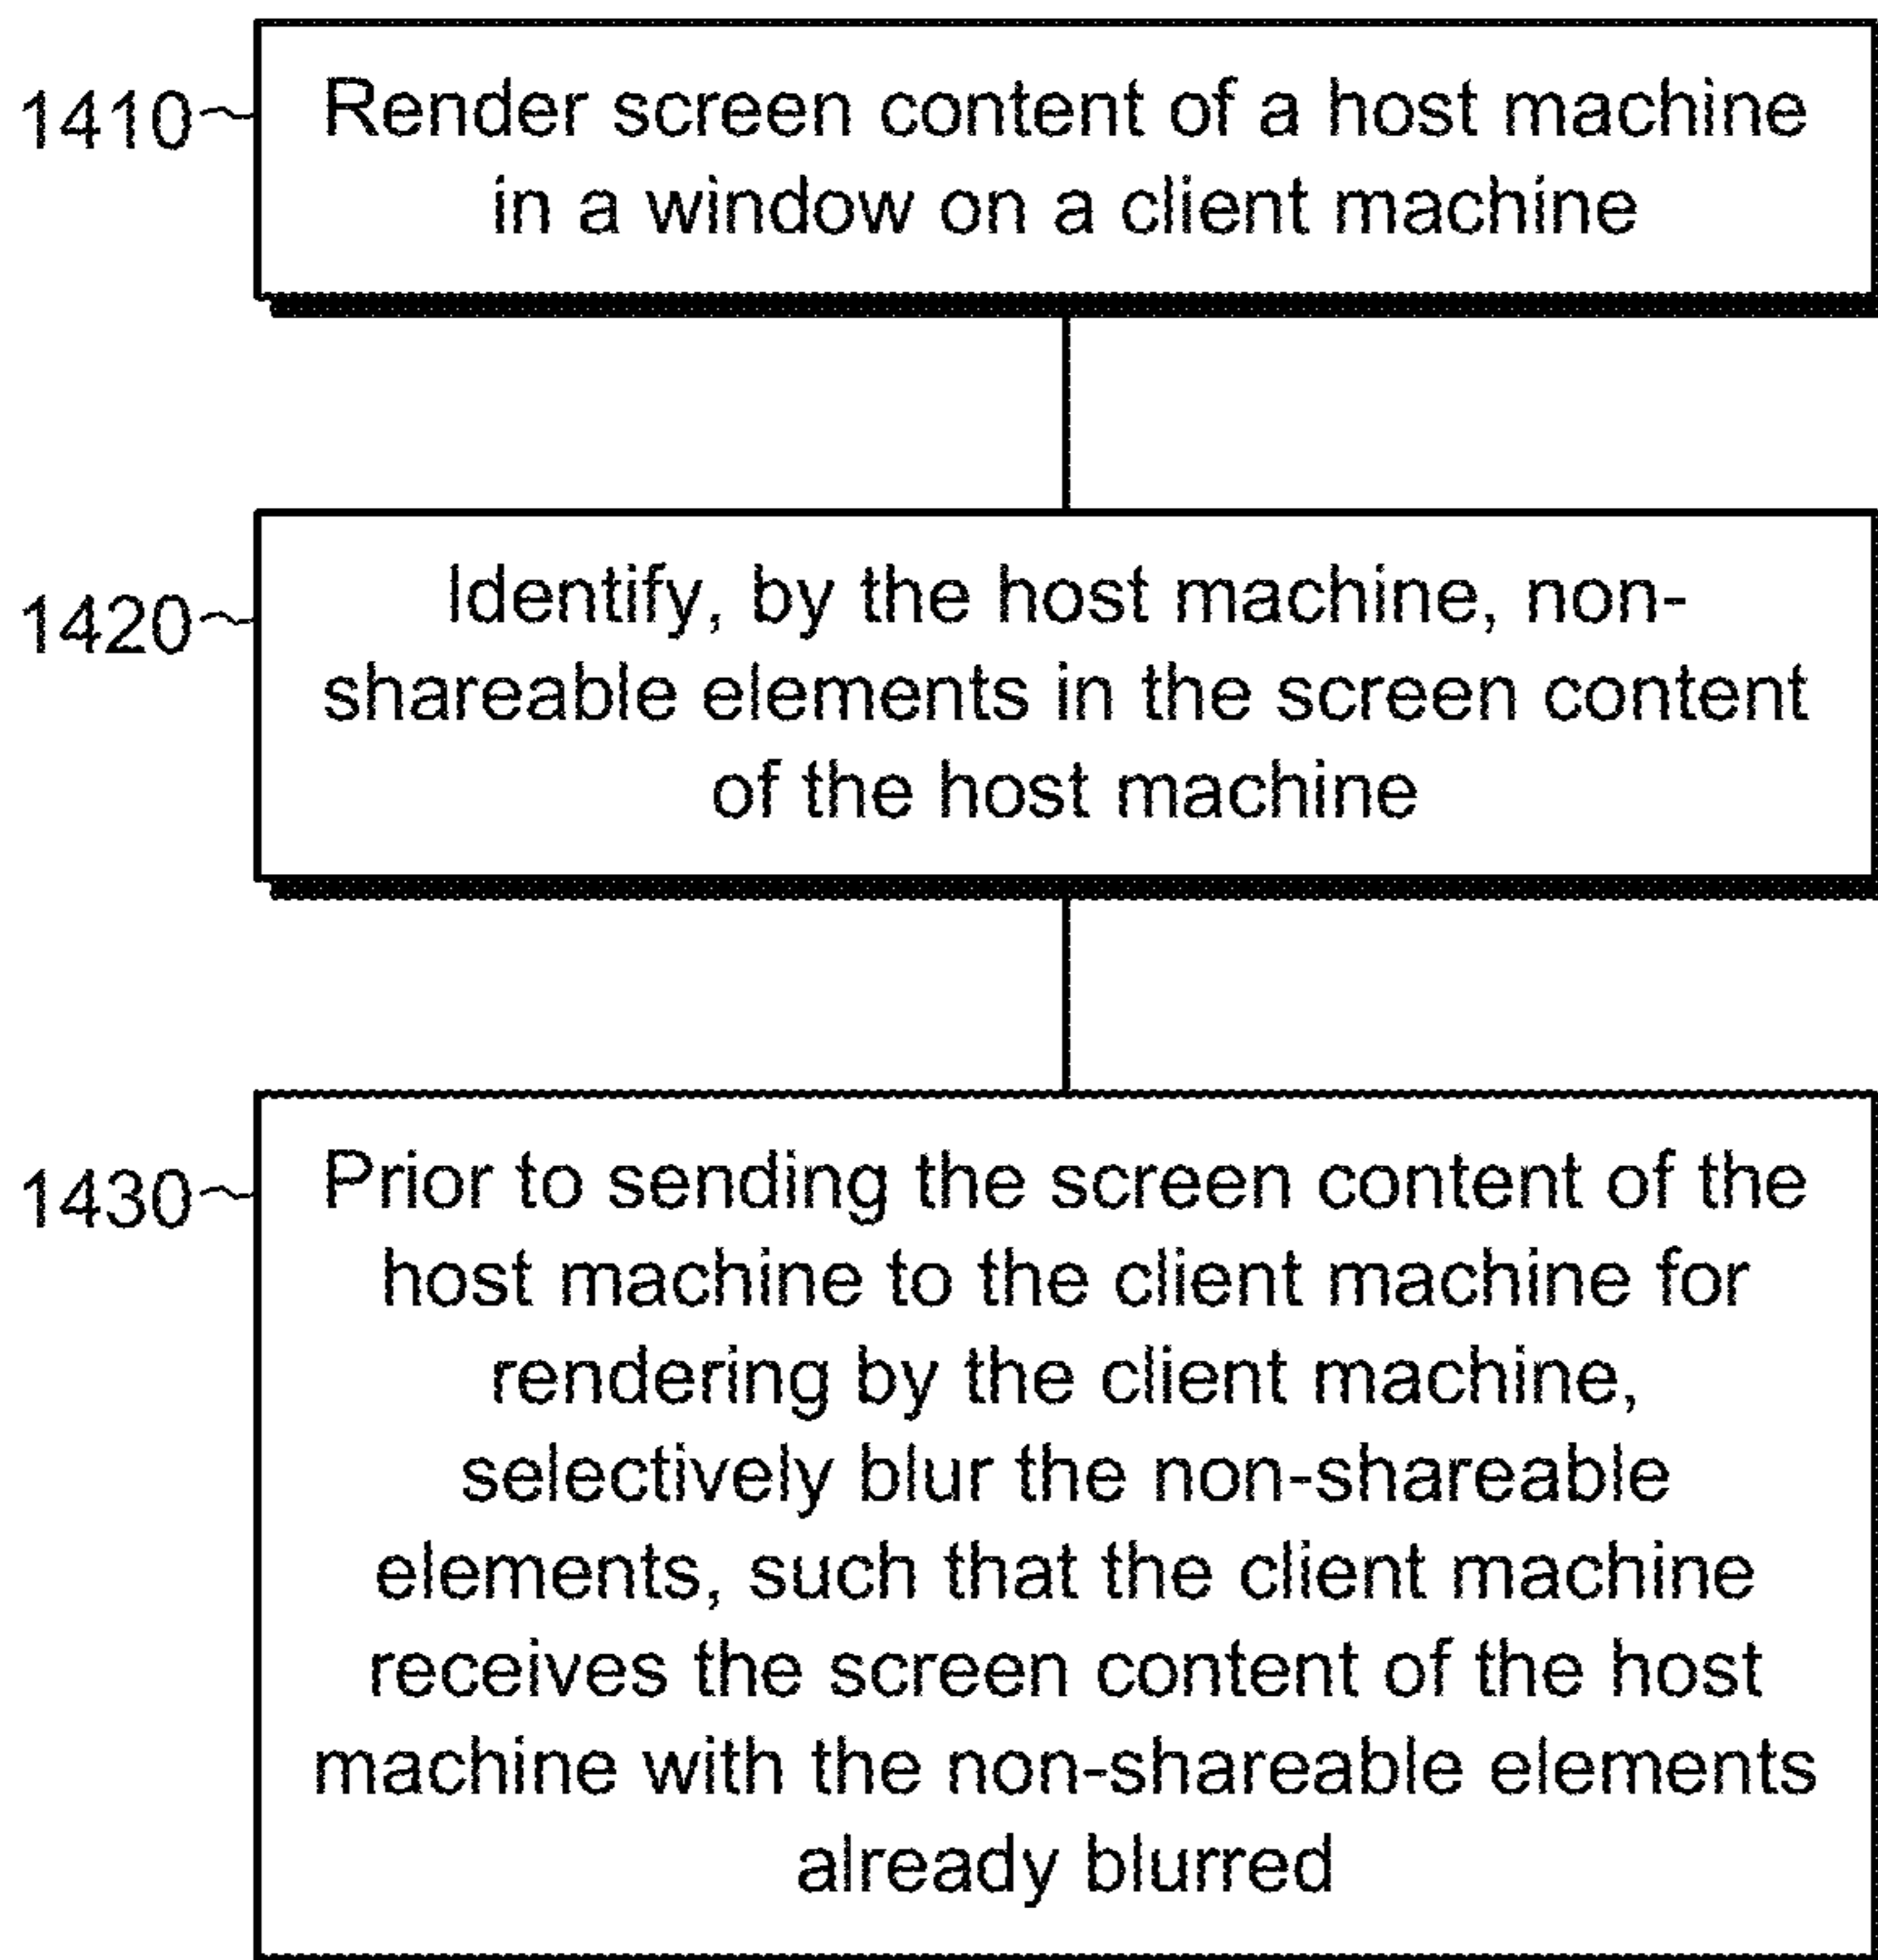 1410
Render screen content of a host machine
in a window on a client machine
1420
Identify, by the host machine, non-
shareable elements in the screen content
of the host machine
1430
Prior to sending the screen content of the
host machine to the client machine for
rendering by the client machine,
selectively blur the non-shareable
elements, such that the client machine
receives the screen content of the host
machine with the non-shareable elements
already blurred